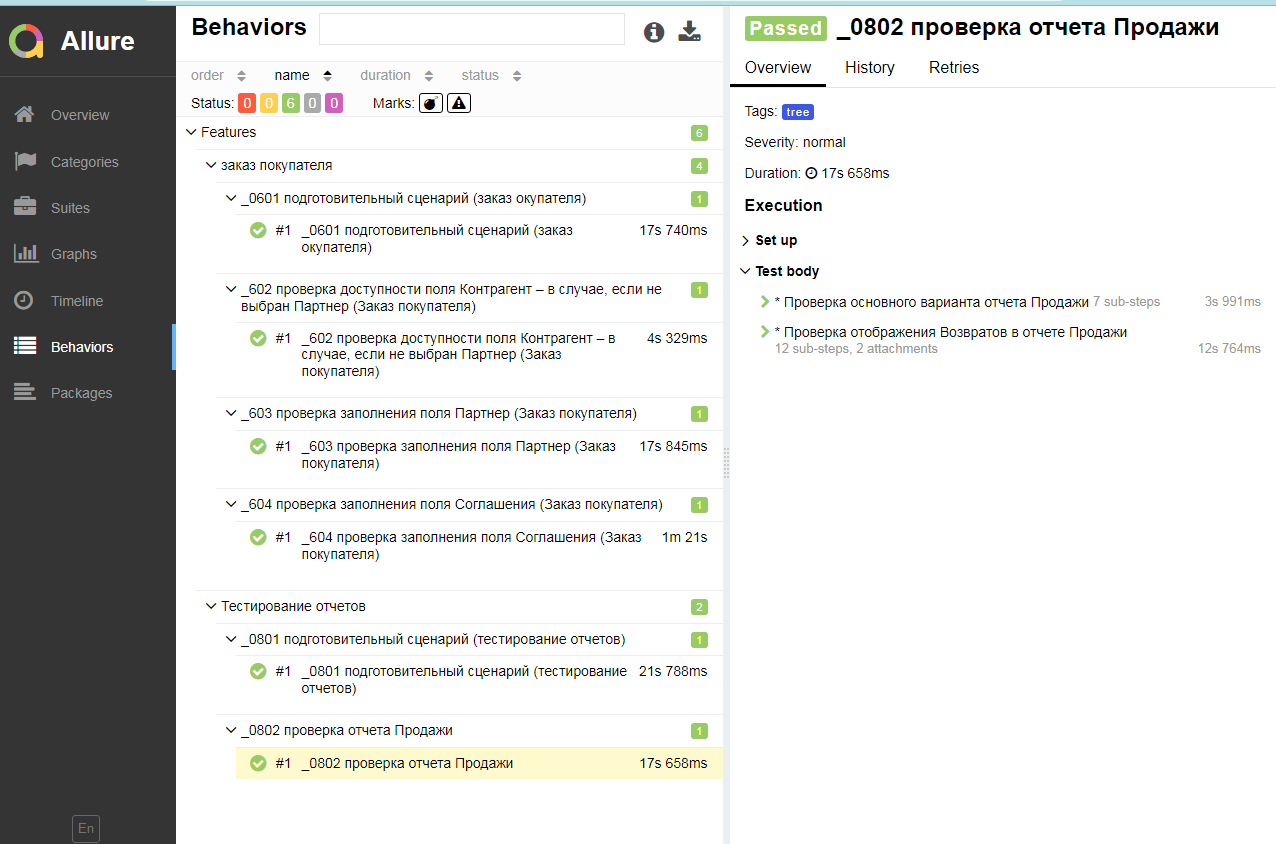 Allure
Overview
Categories
Suites
Graphs
Timeline
Behaviors
Packages
En
Behaviors
order name duration status
Status: 0 0 6 0 0 Marks:
Features 6
заказ покупателя 4
_0601 подготовительный сценарий (заказ окупателя) 1
#1 _0601 подготовительный сценарий (заказ 17s 740ms
окупателя)
_602 проверка доступности поля Контрагент – в случае, если не 1
выбран Партнер (Заказ покупателя)
#1 _602 проверка доступности поля Контрагент – в 4s 329ms
случае, если не выбран Партнер (Заказ
покупателя)
_603 проверка заполнения поля Партнер (Заказ покупателя) 1
#1 _603 проверка заполнения поля Партнер (Заказ 17s 845ms
покупателя)
_604 проверка заполнения поля Соглашения (Заказ покупателя) 1
#1 _604 проверка заполнения поля Соглашения (Заказ 1m 21s
покупателя)
Тестирование отчетов 2
_0801 подготовительный сценарий (тестирование отчетов) 1
#1 _0801 подготовительный сценарий (тестирование 21s 788ms
отчетов)
_0802 проверка отчета Продажи 1
#1 _0802 проверка отчета Продажи 17s 658ms
Passed _0802 проверка отчета Продажи
Overview History Retries
Tags: tree
Severity: normal
Duration: 17s 658ms
Execution
Set up
Test body
* Проверка основного варианта отчета Продажи 7 sub-steps 3s 991ms
* Проверка отображения Возвратов в отчете Продажи
12 sub-steps, 2 attachments 12s 764ms